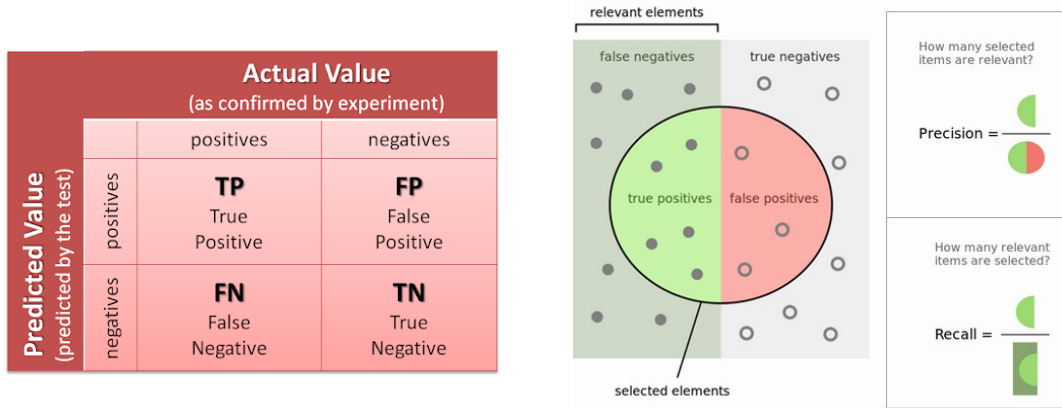 Actual Value
(as confirmed by experiment)
positives
negatives
Predicted Value
(predicted by the test)
positives
TP
True
Positive
FP
False
Positive
negatives
FN
False
Negative
TN
True
Negative
relevant elements
false negatives
true negatives
true positives
false positives
selected elements
How many selected
items are relevant?
Precision =
How many relevant
items are selected?
Recall =